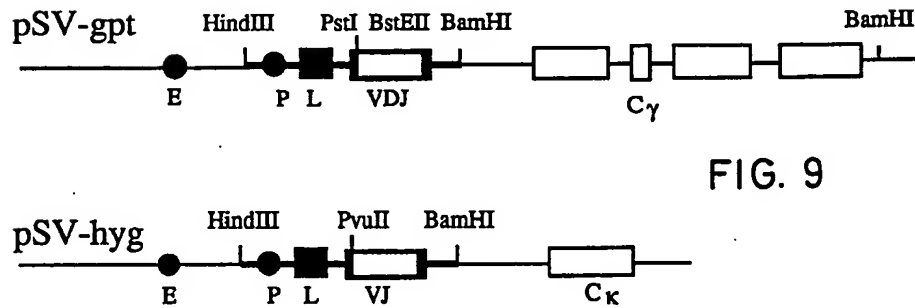 pSV-gpt
HindIII PstI BstEII BamHI BamHI
E P L VDJ Cγ
FIG. 9
pSV-hyg
HindIII PvuII BamHI
E P L VJ Cκ